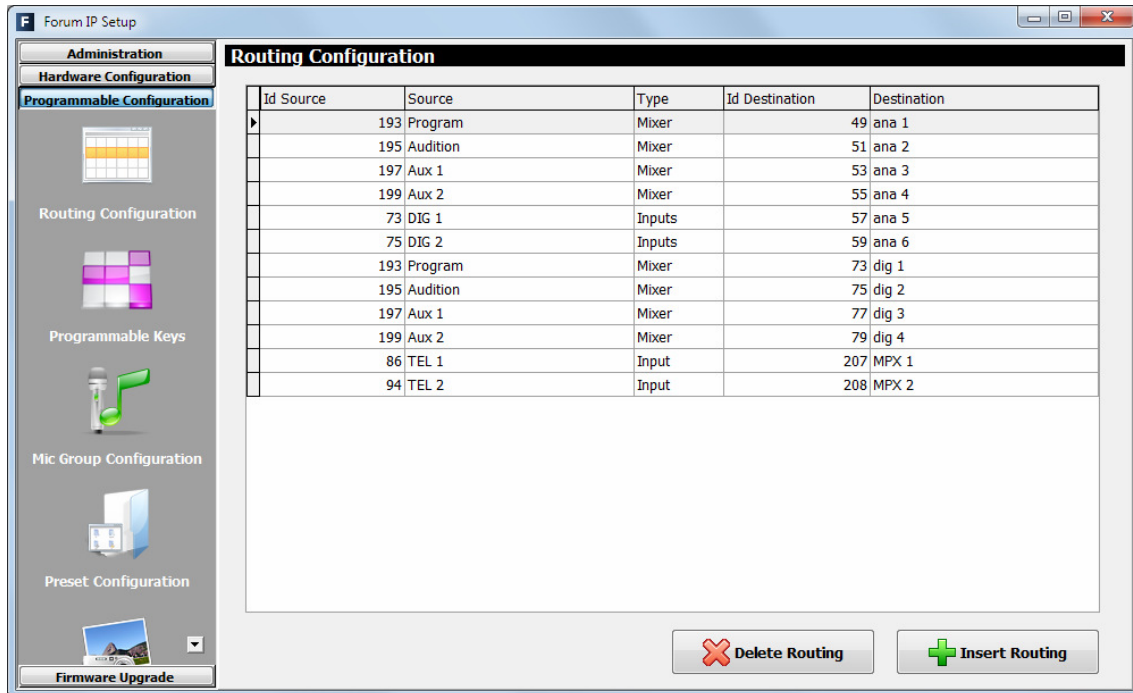 F Forum IP Setup
Administration
Hardware Configuration
Programmable Configuration
Routing Configuration
Programmable Keys
Mic Group Configuration
Preset Configuration
Firmware Upgrade
Routing Configuration
Id Source Source Type Id Destination Destination
193 Program Mixer 49 ana 1
195 Audition Mixer 51 ana 2
197 Aux 1 Mixer 53 ana 3
199 Aux 2 Mixer 55 ana 4
73 DIG 1 Inputs 57 ana 5
75 DIG 2 Inputs 59 ana 6
193 Program Mixer 73 dig 1
195 Audition Mixer 75 dig 2
197 Aux 1 Mixer 77 dig 3
199 Aux 2 Mixer 79 dig 4
86 TEL 1 Input 207 MPX 1
94 TEL 2 Input 208 MPX 2
Delete Routing Insert Routing